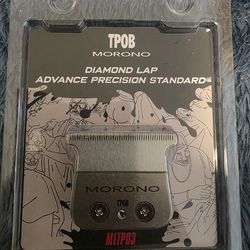 TPOB
MORONO
DIAMOND LAP
ADVANCE PRECISION STANDARD
MORONO
TPOB
C
M1TP03